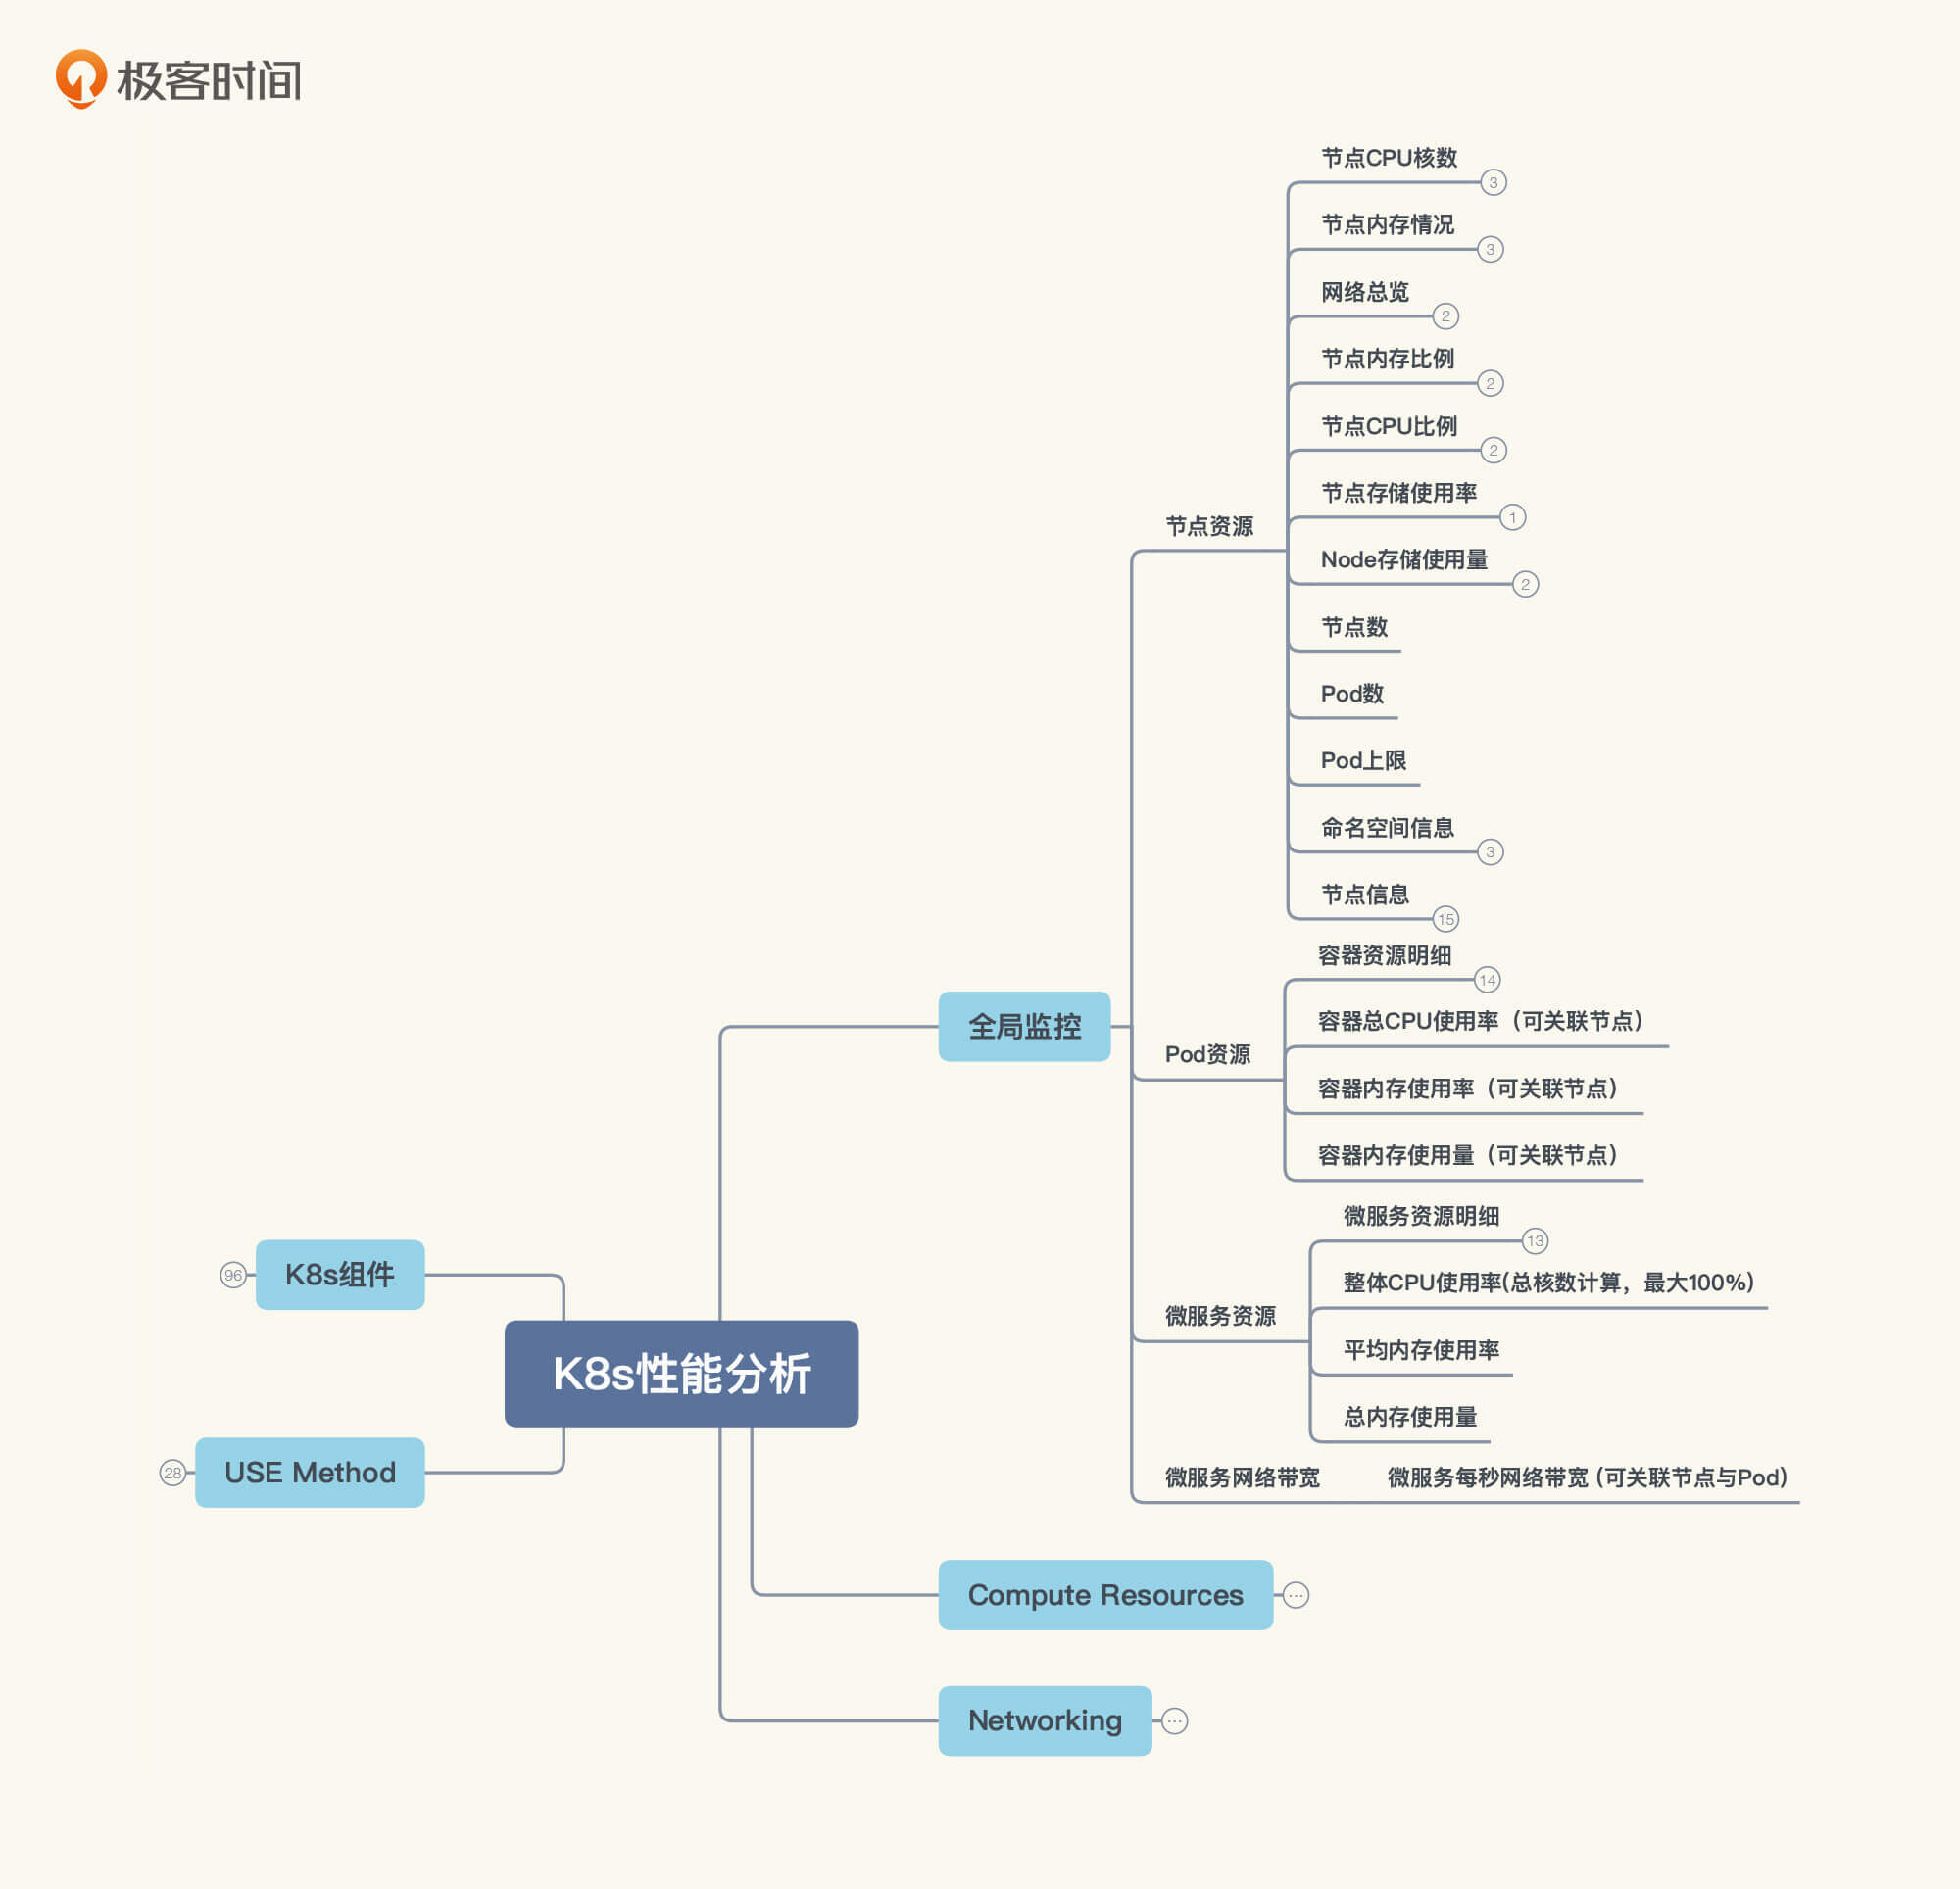 极客时间
节点CPU核数
3
节点内存情况
3
网络总览
2
节点内存比例
2
节点CPU比例
2
节点存储使用率
1
节点资源
Node存储使用量
2
节点数
Pod数
Pod上限
命名空间信息
3
节点信息
15
容器资源明细
14
全局监控
容器总CPU使用率（可关联节点）
Pod资源
容器内存使用率（可关联节点）
容器内存使用量（可关联节点）
微服务资源明细
13
整体CPU使用率(总核数计算，最大100%)
微服务资源
平均内存使用率
总内存使用量
微服务网络带宽
微服务每秒网络带宽 (可关联节点与Pod)
96
K8s组件
K8s性能分析
28
USE Method
Compute Resources
...
Networking
...